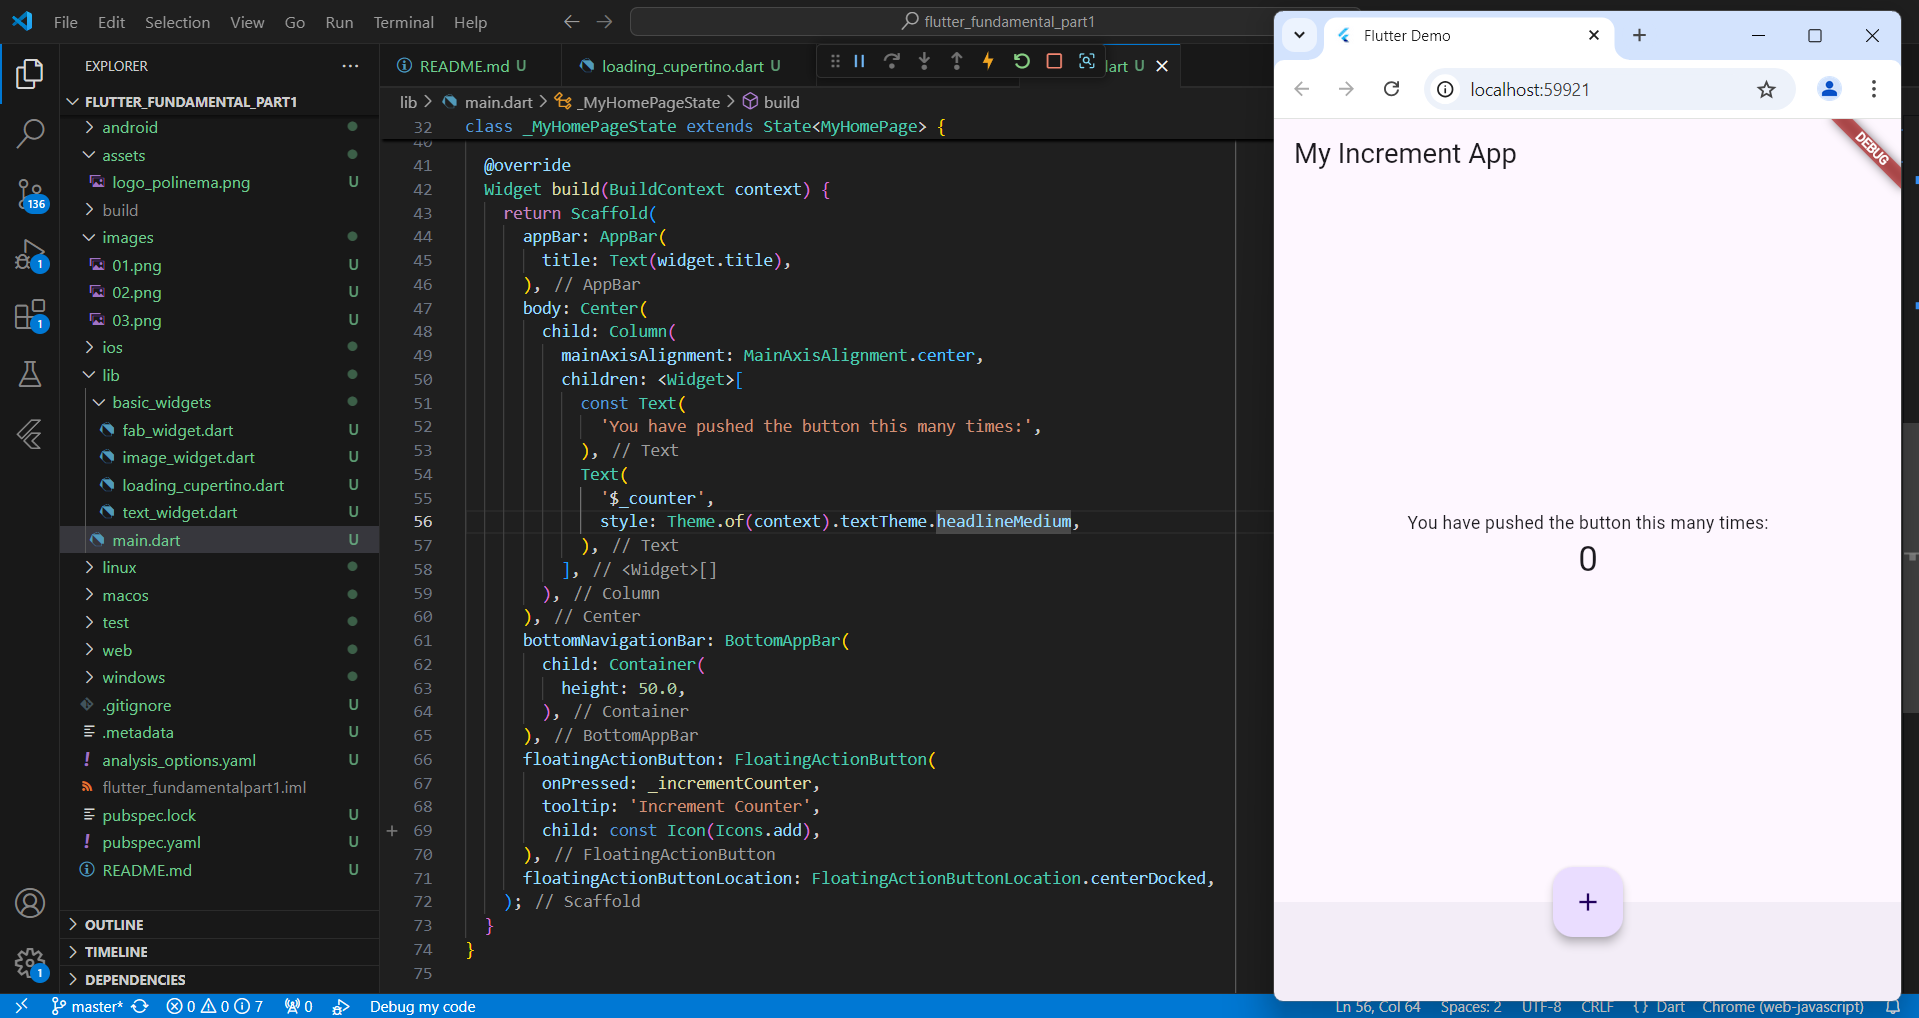 File Edit Selection View Go Run Terminal Help
flutter_fundamental_part1
EXPLORER
FLUTTER_FUNDAMENTAL_PART1
android
assets
logo_polinema.png U
build
images
01.png U
02.png U
03.png U
ios
lib
basic_widgets
fab_widget.dart U
image_widget.dart U
loading_cupertino.dart U
text_widget.dart U
main.dart U
linux
macos
test
web
windows
.gitignore U
.metadata U
analysis_options.yaml U
flutter_fundamentalpart1.iml
pubspec.lock U
pubspec.yaml U
README.md U
OUTLINE
TIMELINE
DEPENDENCIES
136
1
1
1
README.md U
loading_cupertino.dart U
lart U
lib > main.dart > _MyHomePageState > build
32 class _MyHomePageState extends State<MyHomePage> {
40
41 @override
42 Widget build(BuildContext context) {
43 return Scaffold(
44 appBar: AppBar(
45 title: Text(widget.title),
46 ), // AppBar
47 body: Center(
48 child: Column(
49 mainAxisAlignment: MainAxisAlignment.center,
50 children: <Widget>[
51 const Text(
52 'You have pushed the button this many times:',
53 ), // Text
54 Text(
55 '$_counter',
56 style: Theme.of(context).textTheme.headlineMedium,
57 ), // Text
58 ], // <Widget>[]
59 ), // Column
60 ), // Center
61 bottomNavigationBar: BottomAppBar(
62 child: Container(
63 height: 50.0,
64 ), // Container
65 ), // BottomAppBar
66 floatingActionButton: FloatingActionButton(
67 onPressed: _incrementCounter,
68 tooltip: 'Increment Counter',
69 child: const Icon(Icons.add),
70 ), // FloatingActionButton
71 floatingActionButtonLocation: FloatingActionButtonLocation.centerDocked,
72 ); // Scaffold
73 }
74 }
75
Flutter Demo
localhost:59921
My Increment App
DEBUG
You have pushed the button this many times:
0
+
master* 0 0 7 0 Debug my code
Ln 56, Col 64 Spaces: 2 UTF-8 CRLF {} Dart Chrome (web-javascript)